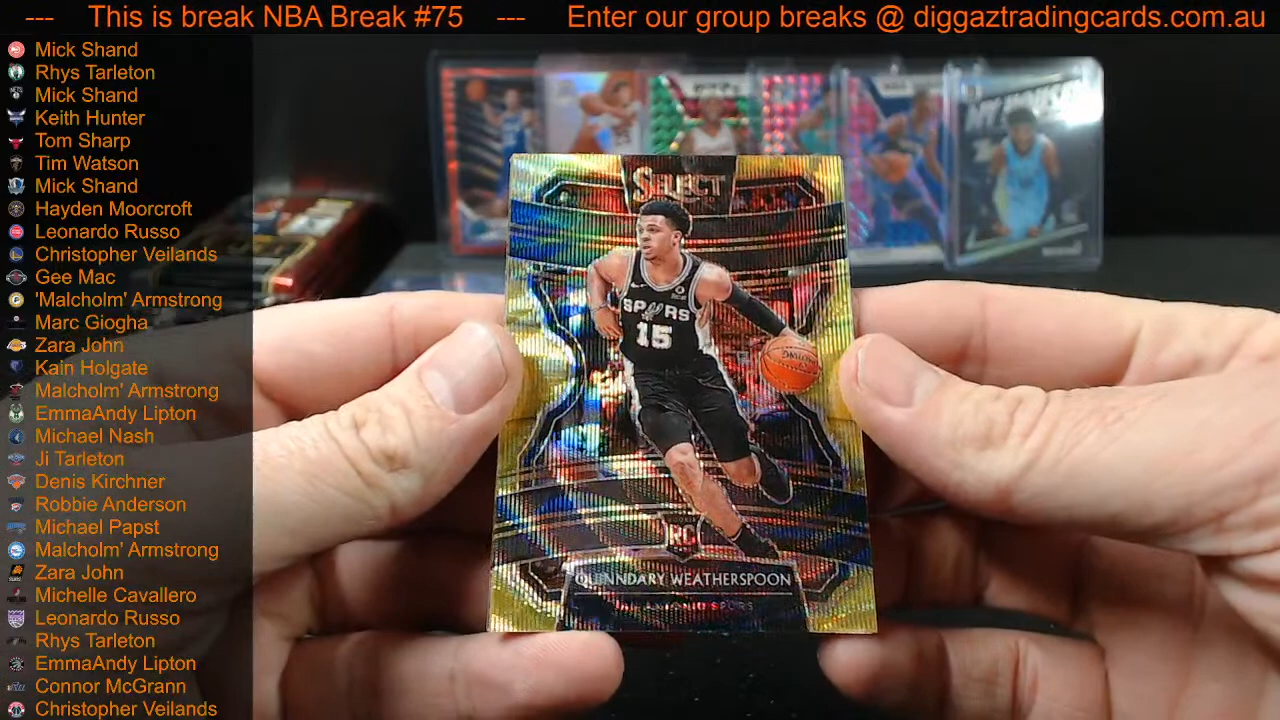 --- This is break NBA Break #75 --- Enter our group breaks @ diggaztradingcards.com.au
Mick Shand
Rhys Tarleton
Mick Shand
Keith Hunter
Tom Sharp
Tim Watson
Mick Shand
Hayden Moorcroft
Leonardo Russo
Christopher Veilands
Gee Mac
'Malcholm' Armstrong
Marc Giogha
Zara John
Kain Holgate
Malcholm' Armstrong
EmmaAndy Lipton
Michael Nash
Ji Tarleton
Denis Kirchner
Robbie Anderson
Michael Papst
Malcholm' Armstrong
Zara John
Michelle Cavallero
Leonardo Russo
Rhys Tarleton
EmmaAndy Lipton
Connor McGrann
Christopher Veilands
SELECT
SPURS
15
SPALDING
RC
QUINNDARY WEATHERSPOON
SAN ANTONIO SPURS